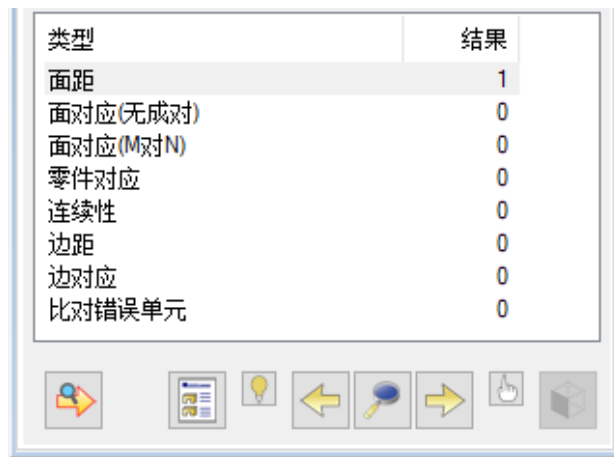 类型 结果
面距 1
面对应(无成对) 0
面对应(M对N) 0
零件对应 0
连续性 0
边距 0
边对应 0
比对错误单元 0